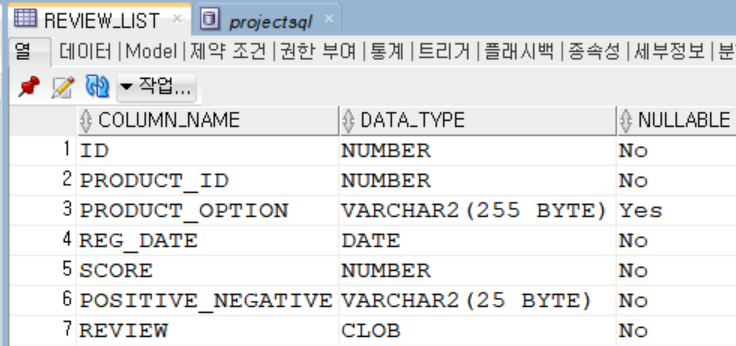 REVIEW_LIST × projectsql ×
열 데이터 | Model | 제약 조건 | 권한 부여 | 통계 | 트리거 | 플래시백 | 종속성 | 세부정보 |
작업...
COLUMN_NAME DATA_TYPE NULLABLE
1 ID NUMBER No
2 PRODUCT_ID NUMBER No
3 PRODUCT_OPTION VARCHAR2(255 BYTE) Yes
4 REG_DATE DATE No
5 SCORE NUMBER No
6 POSITIVE_NEGATIVE VARCHAR2(25 BYTE) No
7 REVIEW CLOB No